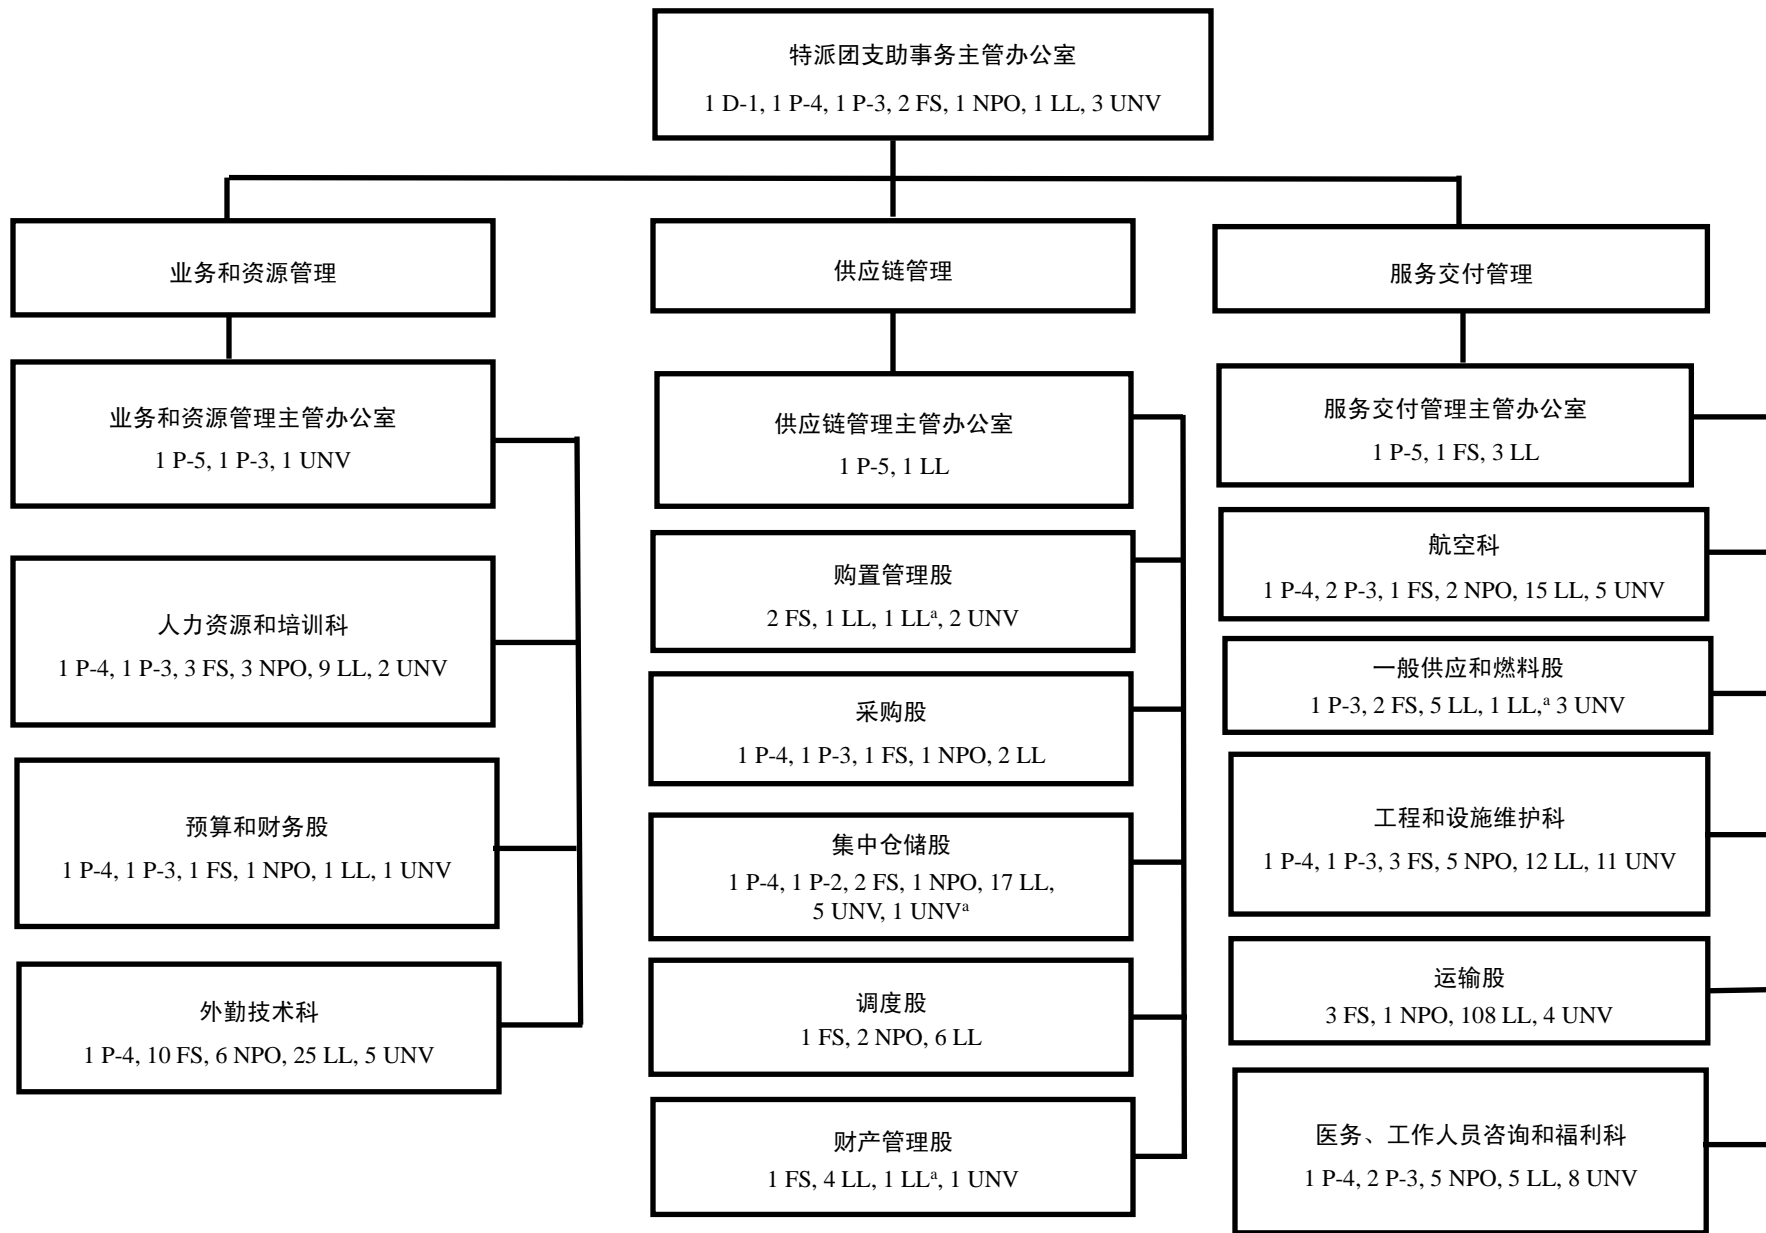 特派团支助事务主管办公室
1 D-1, 1 P-4, 1 P-3, 2 FS, 1 NPO, 1 LL, 3 UNV
业务和资源管理
业务和资源管理主管办公室
1 P-5, 1 P-3, 1 UNV
人力资源和培训科
1 P-4, 1 P-3, 3 FS, 3 NPO, 9 LL, 2 UNV
预算和财务股
1 P-4, 1 P-3, 1 FS, 1 NPO, 1 LL, 1 UNV
外勤技术科
1 P-4, 10 FS, 6 NPO, 25 LL, 5 UNV
供应链管理
供应链管理主管办公室
1 P-5, 1 LL
购置管理股
2 FS, 1 LL, 1 LLᵃ, 2 UNV
采购股
1 P-4, 1 P-3, 1 FS, 1 NPO, 2 LL
集中仓储股
1 P-4, 1 P-2, 2 FS, 1 NPO, 17 LL,
5 UNV, 1 UNVᵃ
调度股
1 FS, 2 NPO, 6 LL
财产管理股
1 FS, 4 LL, 1 LLᵃ, 1 UNV
服务交付管理
服务交付管理主管办公室
1 P-5, 1 FS, 3 LL
航空科
1 P-4, 2 P-3, 1 FS, 2 NPO, 15 LL, 5 UNV
一般供应和燃料股
1 P-3, 2 FS, 5 LL, 1 LL,ᵃ 3 UNV
工程和设施维护科
1 P-4, 1 P-3, 3 FS, 5 NPO, 12 LL, 11 UNV
运输股
3 FS, 1 NPO, 108 LL, 4 UNV
医务、工作人员咨询和福利科
1 P-4, 2 P-3, 5 NPO, 5 LL, 8 UNV